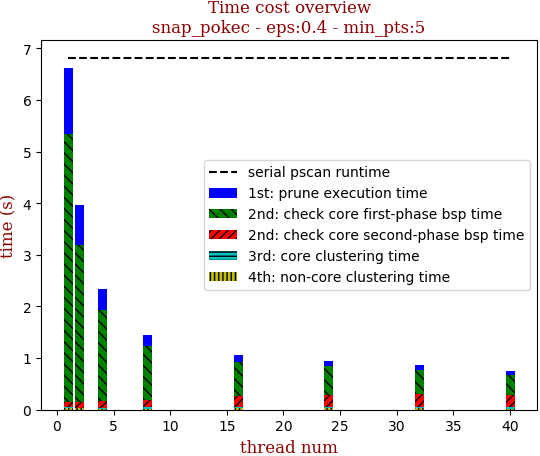 Time cost overview
snap_pokec - eps:0.4 - min_pts:5
time (s)
7
6
5
4
3
2
1
0
serial pscan runtime
1st: prune execution time
2nd: check core first-phase bsp time
2nd: check core second-phase bsp time
3rd: core clustering time
4th: non-core clustering time
0 5 10 15 20 25 30 35 40
thread num